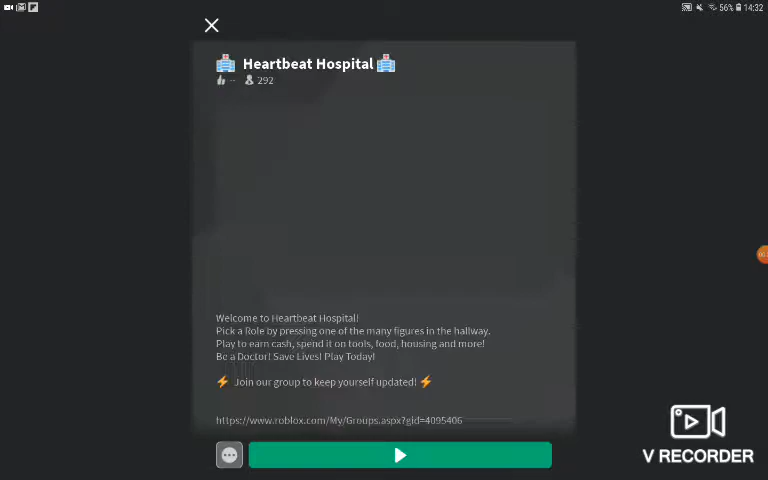 56% 14:32
Heartbeat Hospital
-- 292
Welcome to Heartbeat Hospital!
Pick a Role by pressing one of the many figures in the hallway.
Play to earn cash, spend it on tools, food, housing and more!
Be a Doctor! Save Lives! Play Today!
⚡ Join our group to keep yourself updated! ⚡
https://www.roblox.com/My/Groups.aspx?gid=4095406
V RECORDER